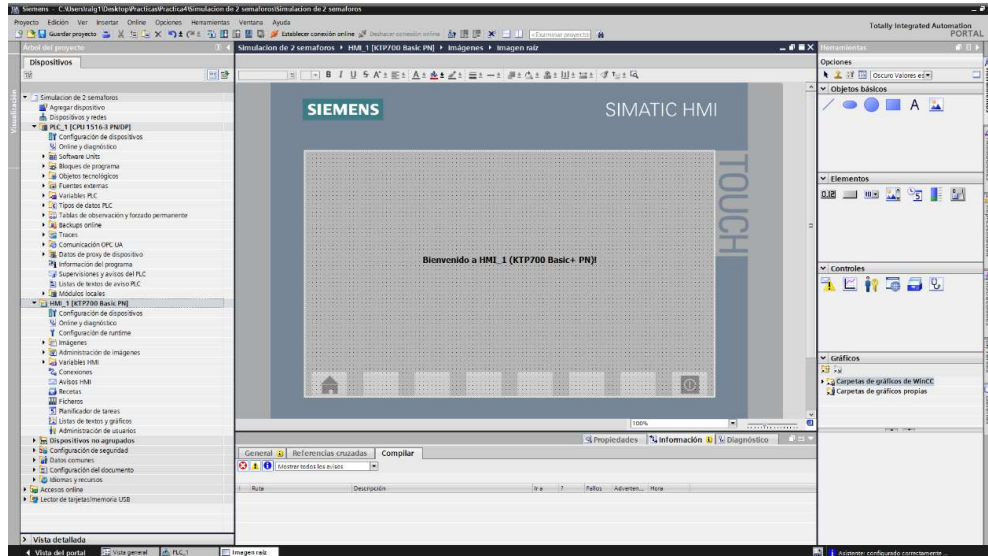 Siemens - C:\Users\ralg1\Desktop\Practicas\Practica4\Simulacion de 2 semaforos\Simulacion de 2 semaforos
Proyecto Edición Ver Insertar Online Opciones Herramientas Ventana Ayuda
Totally Integrated Automation
PORTAL
Guardar proyecto Establecer conexión online Deshacer conexión online <Examinar proyecto>
Árbol del proyecto
Simulacion de 2 semaforos HMI_1 [KTP700 Basic PN] Imágenes Imagen raíz
Herramientas
Dispositivos
Opciones
Visualización
B I U S A
Simulacion de 2 semaforos
Agregar dispositivo
Dispositivos y redes
PLC_1 [CPU 1516-3 PN/DP]
Configuración de dispositivos
Online y diagnóstico
Software Units
Bloques de programa
Objetos tecnológicos
Fuentes externas
Variables PLC
Tipos de datos PLC
Tablas de observación y forzado permanente
Backups online
Traces
Comunicación OPC UA
Datos de proxy de dispositivo
Información del programa
Supervisiones y avisos del PLC
Listas de textos de aviso PLC
Módulos locales
HMI_1 [KTP700 Basic PN]
Configuración de dispositivos
Online y diagnóstico
Configuración de runtime
Imágenes
Administración de imágenes
Variables HMI
Conexiones
Avisos HMI
Recetas
Ficheros
Planificador de tareas
Listas de textos y gráficos
Administración de usuarios
Dispositivos no agrupados
Configuración de seguridad
Datos comunes
Configuración del documento
Idiomas y recursos
Accesos online
Lector de tarjetas/memoria USB
Vista detallada
SIEMENS
SIMATIC HMI
TOUCH
Bienvenido a HMI_1 (KTP700 Basic+ PN)!
100%
Objetos básicos
A
Elementos
Controles
Gráficos
Carpetas de gráficos de WinCC
Carpetas de gráficos propias
Propiedades Información Diagnóstico
General Referencias cruzadas Compilar
Mostrar todos los avisos
! Ruta Descripción Ir a ? Fallos Adverten... Hora
Vista del portal Vista general PLC_1 Imagen raíz
Asistente: configurado correctamente ...